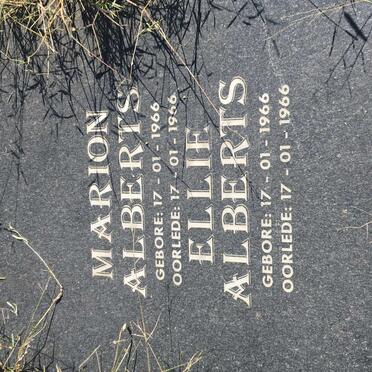 MARION
ALBERTS
GEBORE: 17 - 01 - 1966
OORLEDE: 17 - 01 - 1966
ELLIE
ALBERTS
GEBORE: 17 - 01 - 1966
OORLEDE: 17 - 01 - 1966